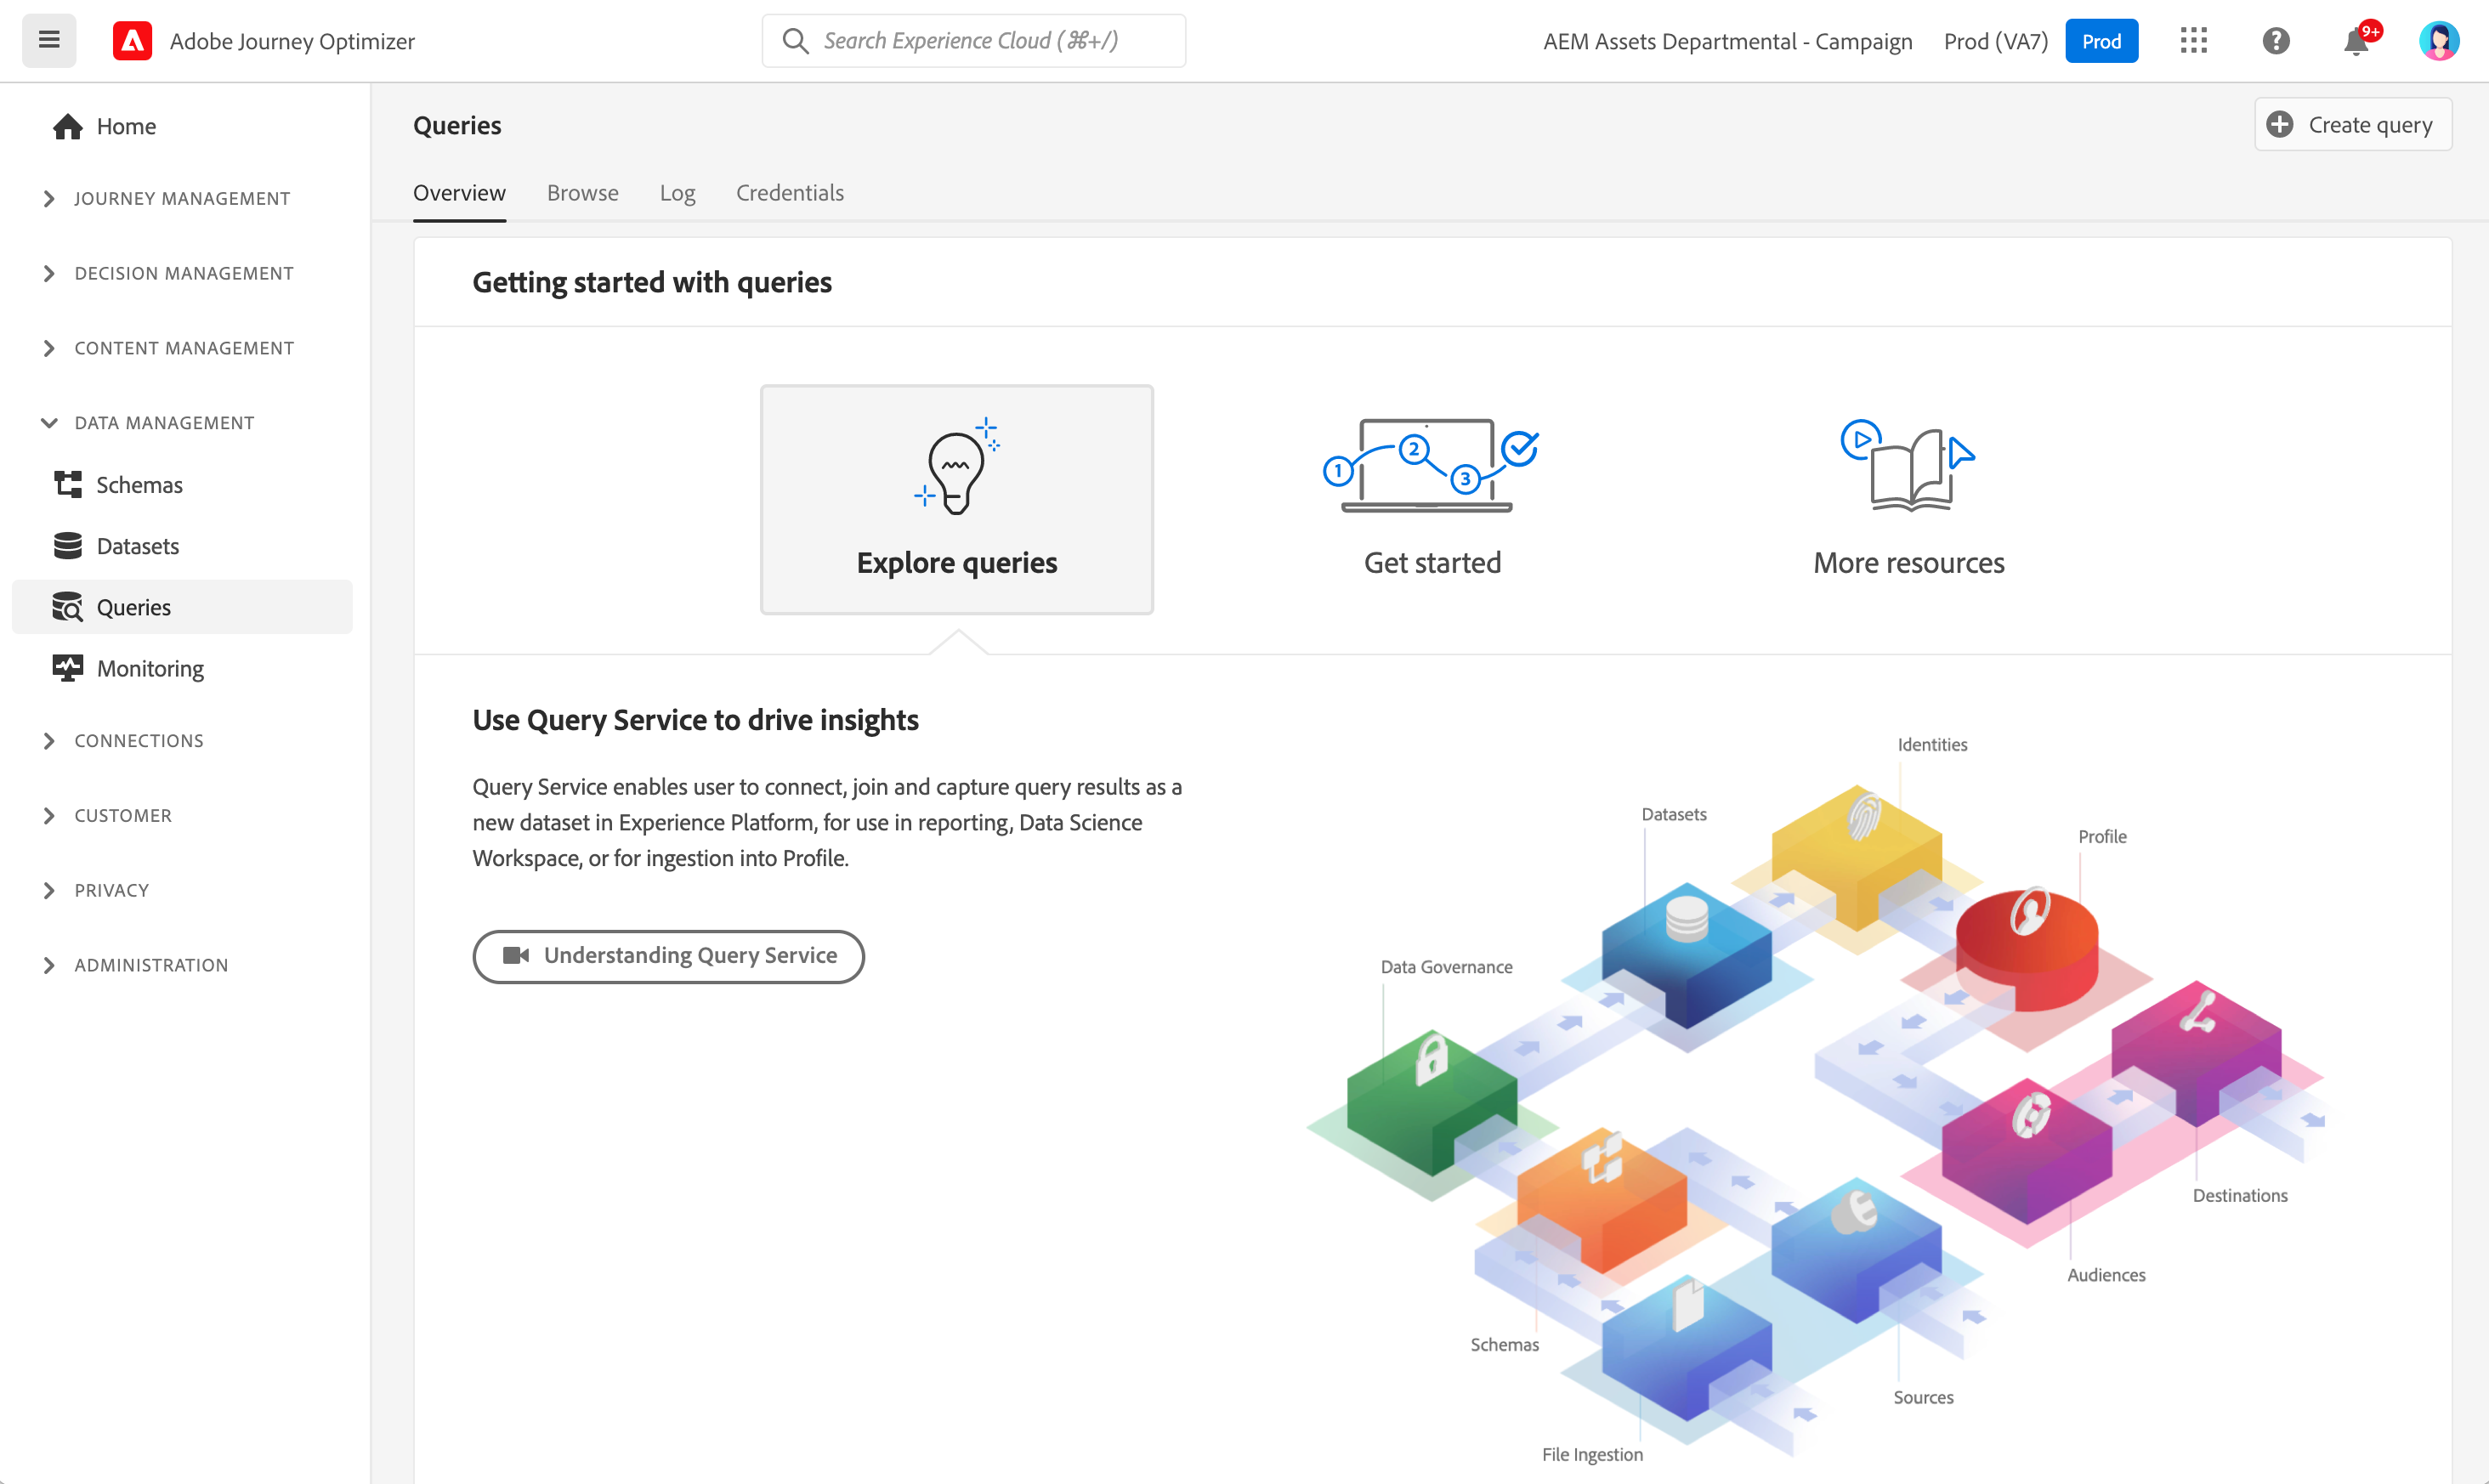 Adobe Journey Optimizer
Search Experience Cloud (⌘+/)
AEM Assets Departmental - Campaign
Prod (VA7)
Prod
9+
Home
JOURNEY MANAGEMENT
DECISION MANAGEMENT
CONTENT MANAGEMENT
DATA MANAGEMENT
Schemas
Datasets
Queries
Monitoring
CONNECTIONS
CUSTOMER
PRIVACY
ADMINISTRATION
Queries
Create query
Overview
Browse
Log
Credentials
Getting started with queries
1
2
3
Explore queries
Get started
More resources
Use Query Service to drive insights
Query Service enables user to connect, join and capture query results as a
new dataset in Experience Platform, for use in reporting, Data Science
Workspace, or for ingestion into Profile.
Understanding Query Service
Identities
Datasets
Profile
Data Governance
Destinations
Audiences
Schemas
Sources
File Ingestion